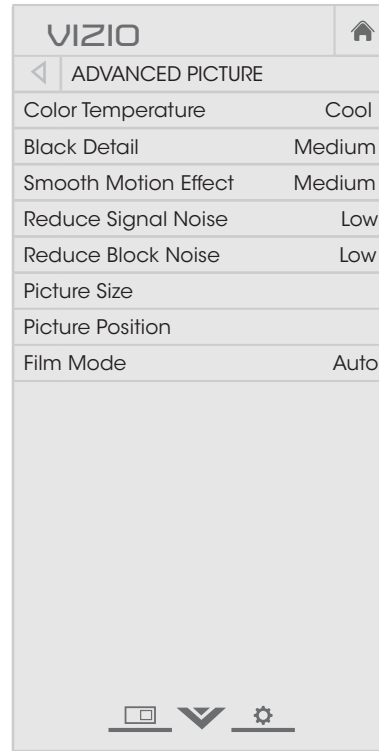 VIZIO
ADVANCED PICTURE
Color Temperature Cool
Black Detail Medium
Smooth Motion Effect Medium
Reduce Signal Noise Low
Reduce Block Noise Low
Picture Size
Picture Position
Film Mode Auto